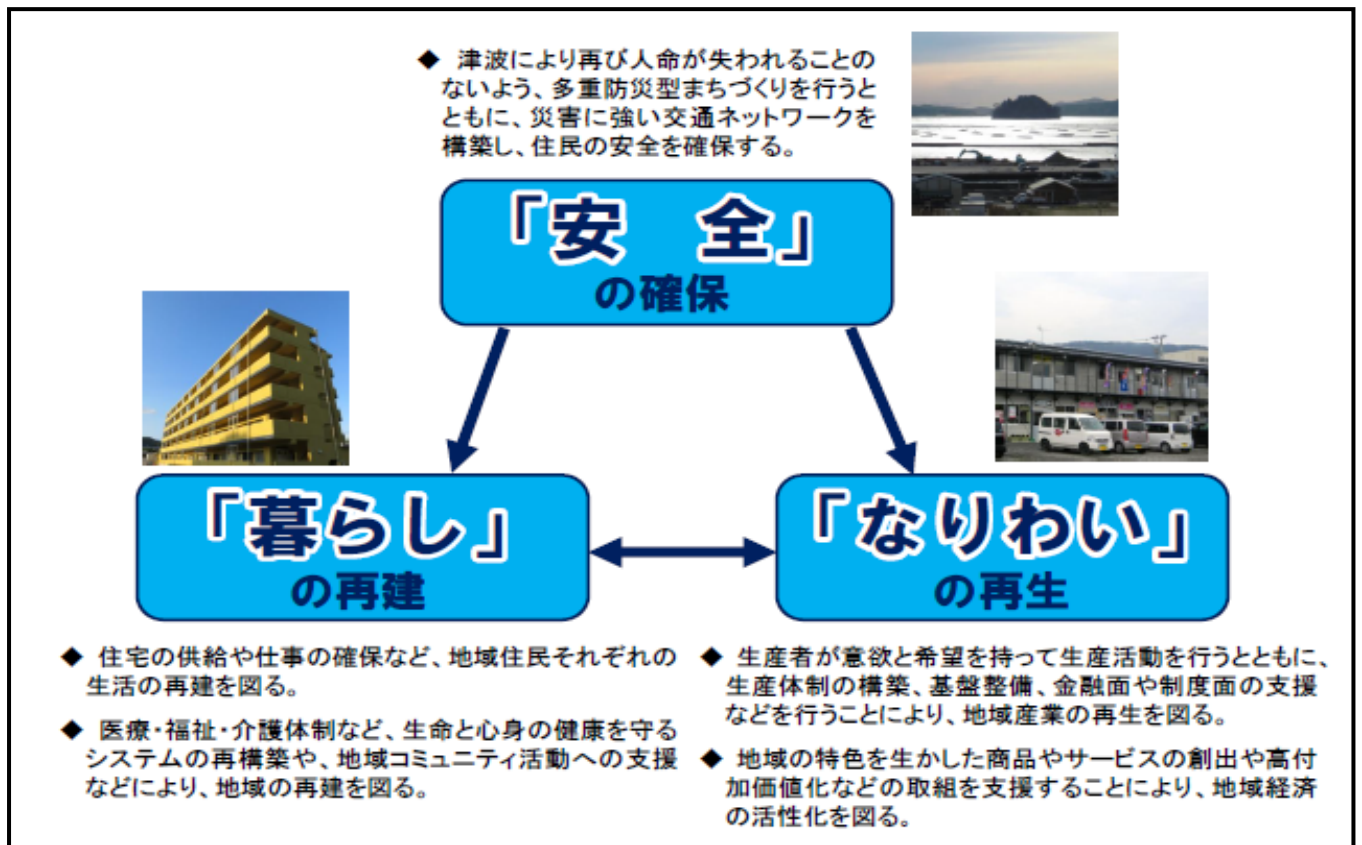 ◆ 津波により再び人命が失われることの
ないよう、多重防災型まちづくりを行うと
ともに、災害に強い交通ネットワークを
構築し、住民の安全を確保する。
「安　全」
の確保
「暮らし」
の再建
「なりわい」
の再生
◆ 住宅の供給や仕事の確保など、地域住民それぞれの
生活の再建を図る。
◆ 医療・福祉・介護体制など、生命と心身の健康を守る
システムの再構築や、地域コミュニティ活動への支援
などにより、地域の再建を図る。
◆ 生産者が意欲と希望を持って生産活動を行うとともに、
生産体制の構築、基盤整備、金融面や制度面の支援
などを行うことにより、地域産業の再生を図る。
◆ 地域の特色を生かした商品やサービスの創出や高付
加価値化などの取組を支援することにより、地域経済
の活性化を図る。